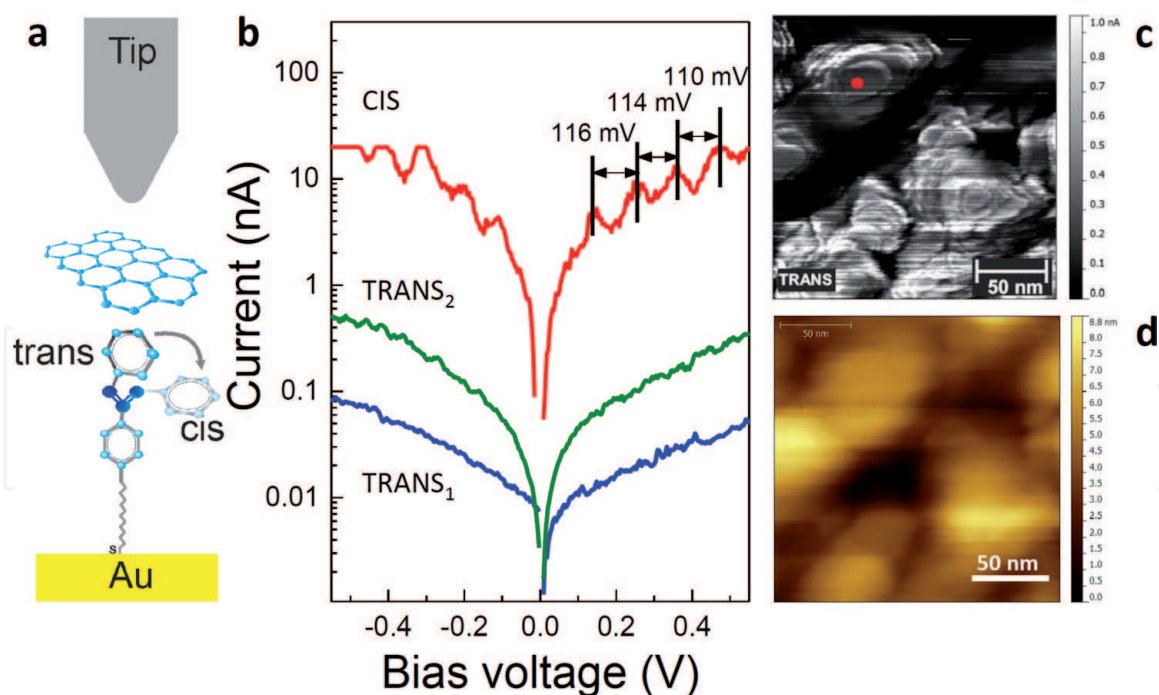 a
Tip
trans
cis
s
Au
b
CIS
TRANS₂
TRANS₁
116 mV
114 mV
110 mV
Current (nA)
100
10
1
0.1
0.01
-0.4
-0.2
0.0
0.2
0.4
Bias voltage (V)
c
TRANS
50 nm
1.0 nA
0.9
0.8
0.7
0.6
0.5
0.4
0.3
0.2
0.1
0.0
d
50 nm
50 nm
8.8 nm
8.0
7.5
7.0
6.5
6.0
5.5
5.0
4.5
4.0
3.5
3.0
2.5
2.0
1.5
1.0
0.5
0.0